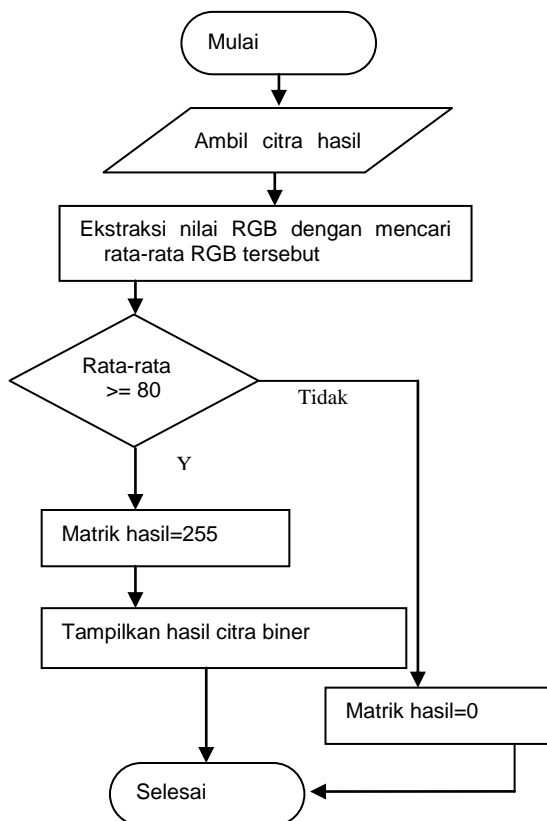 Mulai
Ambil citra hasil
Ekstraksi nilai RGB dengan mencari
rata-rata RGB tersebut
Rata-rata
>= 80
Tidak
Y
Matrik hasil=255
Tampilkan hasil citra biner
Matrik hasil=0
Selesai